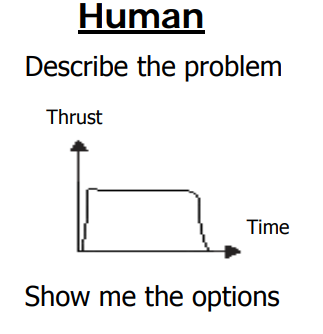 Human
Describe the problem
Thrust
Time
Show me the options